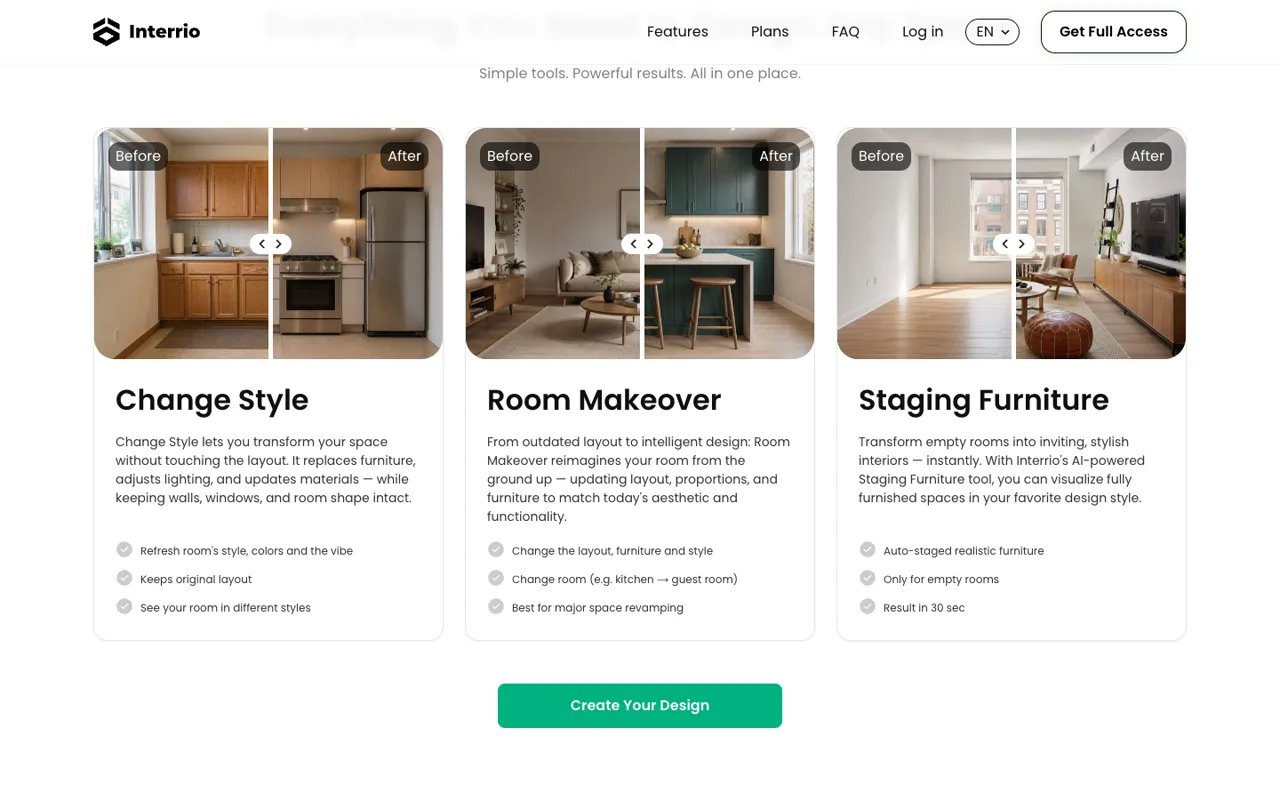 Interrio
Features
Plans
FAQ
Log in
EN
Get Full Access
Simple tools. Powerful results. All in one place.
Before
After
Before
After
Before
After
Change Style
Change Style lets you transform your space
without touching the layout. It replaces furniture,
adjusts lighting, and updates materials — while
keeping walls, windows, and room shape intact.
Refresh room's style, colors and the vibe
Keeps original layout
See your room in different styles
Room Makeover
From outdated layout to intelligent design: Room
Makeover reimagines your room from the
ground up — updating layout, proportions, and
furniture to match today's aesthetic and
functionality.
Change the layout, furniture and style
Change room (e.g. kitchen → guest room)
Best for major space revamping
Staging Furniture
Transform empty rooms into inviting, stylish
interiors — instantly. With Interrio's AI-powered
Staging Furniture tool, you can visualize fully
furnished spaces in your favorite design style.
Auto-staged realistic furniture
Only for empty rooms
Result in 30 sec
Create Your Design